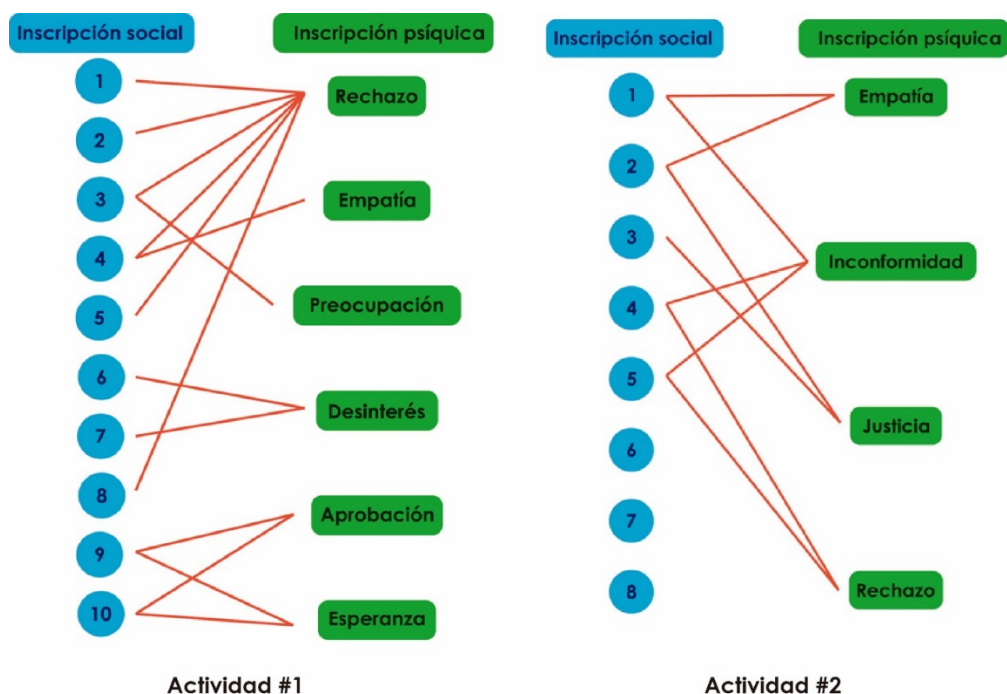 Inscripción social
Inscripción psíquica
1
2
3
4
5
6
7
8
9
10
Rechazo
Empatía
Preocupación
Desinterés
Aprobación
Esperanza
Actividad #1
Inscripción social
Inscripción psíquica
1
2
3
4
5
6
7
8
Empatía
Inconformidad
Justicia
Rechazo
Actividad #2